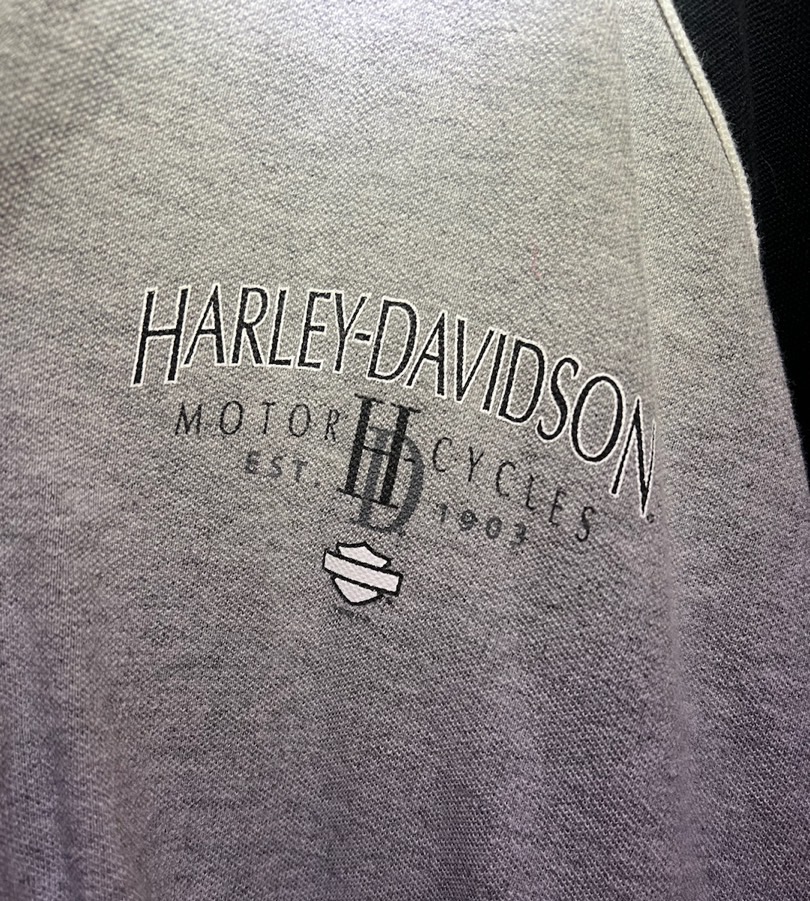 HARLEY-DAVIDSON
MOTOR HD CYCLES
EST. 1903